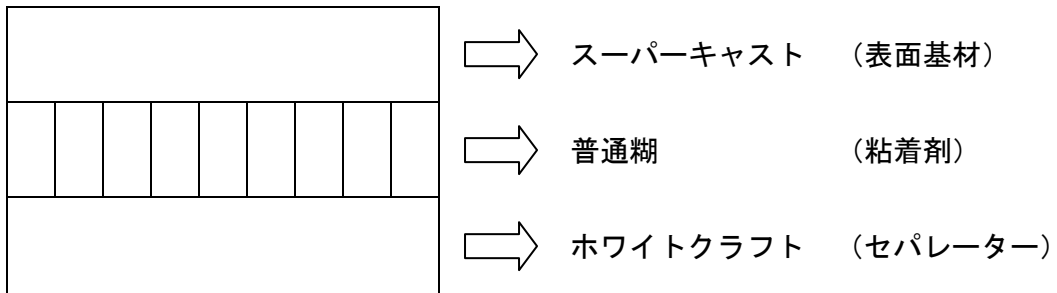 スーパーキャスト （表面基材）
普通糊 （粘着剤）
ホワイトクラフト （セパレーター）